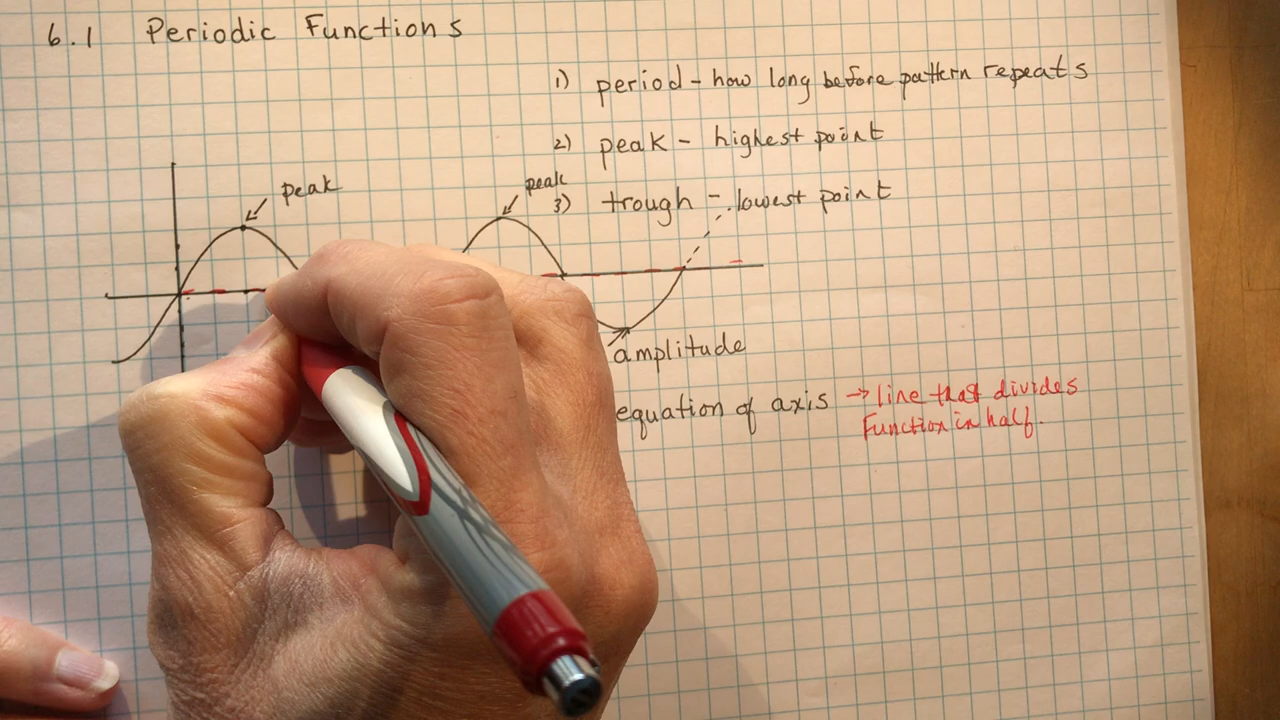 6.1 Periodic Functions
1) period - how long before pattern repeats
2) peak - highest point
peak
peak
3) trough - lowest point
amplitude
equation of axis → line that divides
Function in half.